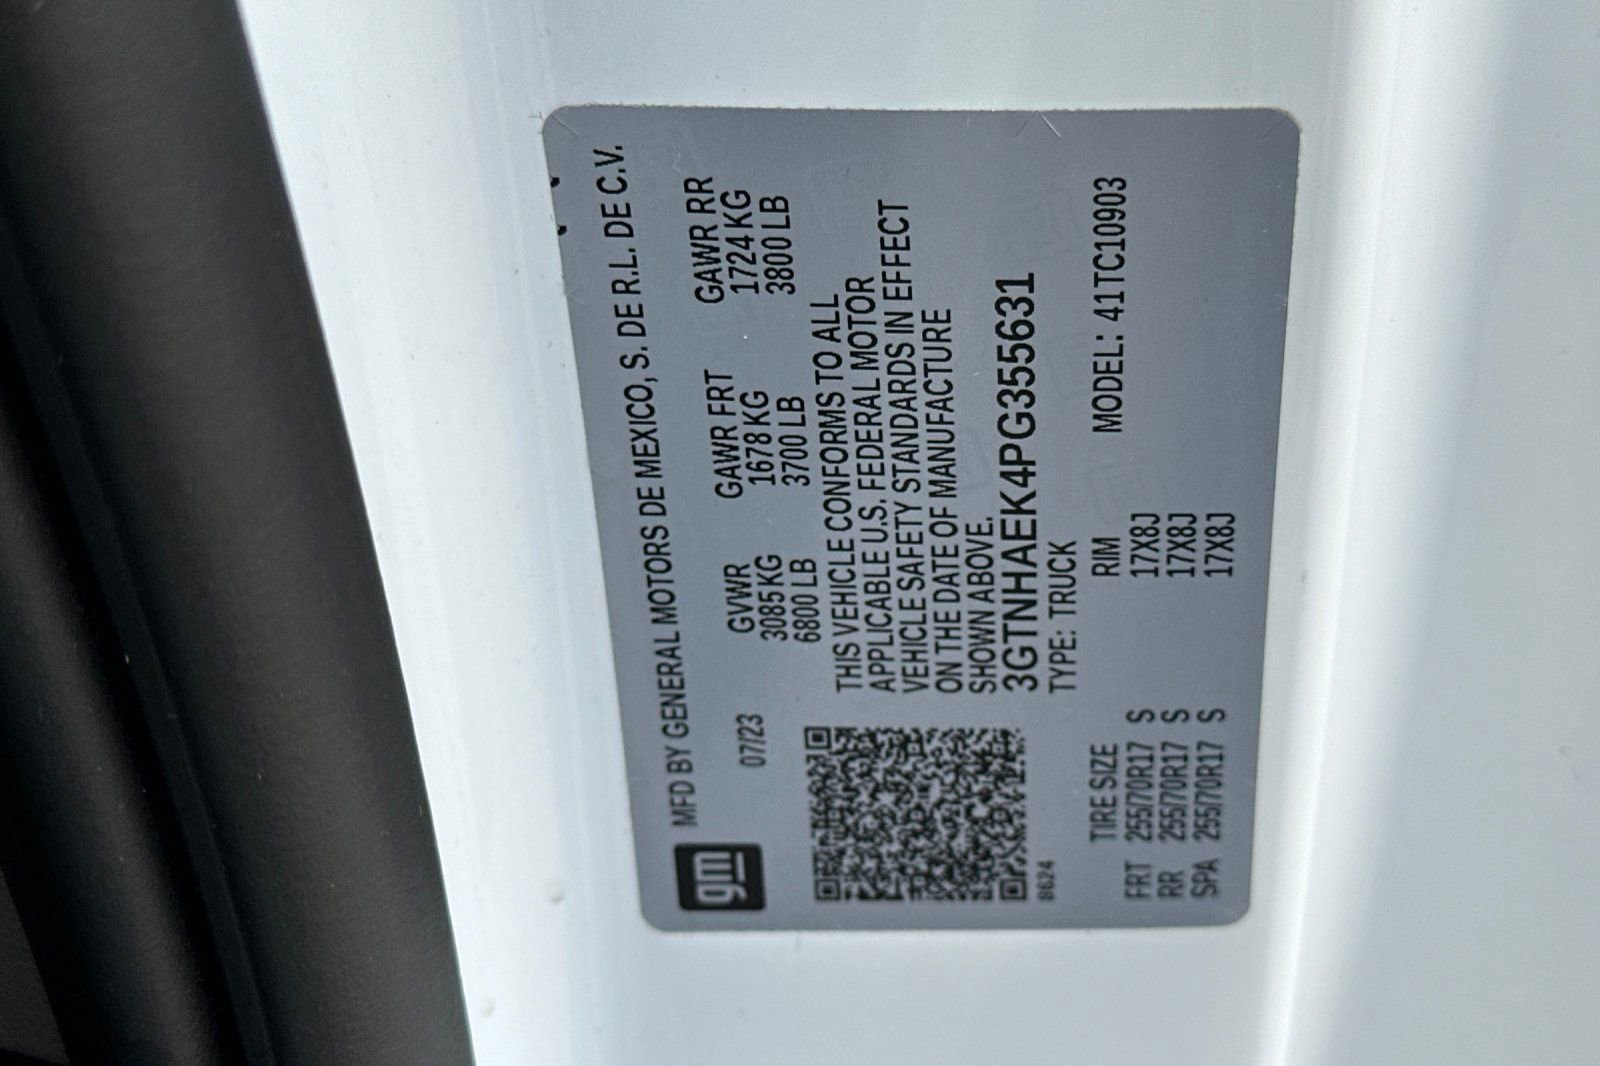 gm
MFD BY GENERAL MOTORS DE MEXICO, S. DE R.L. DE C.V.
07/23
GVWR GAWR FRT GAWR RR
3085 KG 1678 KG 1724 KG
6800 LB 3700 LB 3800 LB
THIS VEHICLE CONFORMS TO ALL
APPLICABLE U.S. FEDERAL MOTOR
VEHICLE SAFETY STANDARDS IN EFFECT
ON THE DATE OF MANUFACTURE
SHOWN ABOVE.
3GTNHAEK4PG355631
TYPE: TRUCK
8624
TIRE SIZE RIM MODEL: 41TC10903
FRT 255/70R17 S 17X8J
RR 255/70R17 S 17X8J
SPA 255/70R17 S 17X8J